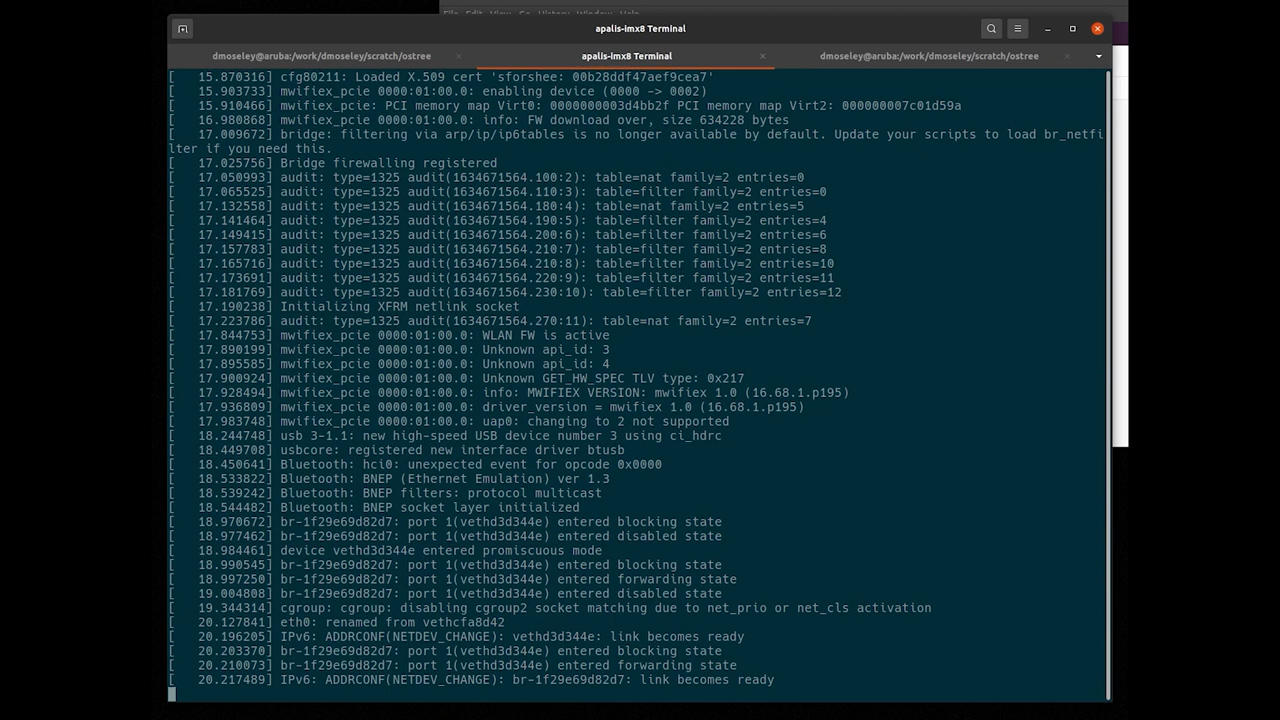 File Edit View Go History Window Help
apalis-imx8 Terminal
dmoseley@aruba:/work/dmoseley/scratch/ostree × apalis-imx8 Terminal × dmoseley@aruba:/work/dmoseley/scratch/ostree ×
[   15.870316] cfg80211: Loaded X.509 cert 'sforshee: 00b28ddf47aef9cea7'
[   15.903733] mwifiex_pcie 0000:01:00.0: enabling device (0000 -> 0002)
[   15.910466] mwifiex_pcie: PCI memory map Virt0: 0000000003d4bb2f PCI memory map Virt2: 000000007c01d59a
[   16.980868] mwifiex_pcie 0000:01:00.0: info: FW download over, size 634228 bytes
[   17.009672] bridge: filtering via arp/ip/ip6tables is no longer available by default. Update your scripts to load br_netfi
lter if you need this.
[   17.025756] Bridge firewalling registered
[   17.050993] audit: type=1325 audit(1634671564.100:2): table=nat family=2 entries=0
[   17.065525] audit: type=1325 audit(1634671564.110:3): table=filter family=2 entries=0
[   17.132558] audit: type=1325 audit(1634671564.180:4): table=nat family=2 entries=5
[   17.141464] audit: type=1325 audit(1634671564.190:5): table=filter family=2 entries=4
[   17.149415] audit: type=1325 audit(1634671564.200:6): table=filter family=2 entries=6
[   17.157783] audit: type=1325 audit(1634671564.210:7): table=filter family=2 entries=8
[   17.165716] audit: type=1325 audit(1634671564.210:8): table=filter family=2 entries=10
[   17.173691] audit: type=1325 audit(1634671564.220:9): table=filter family=2 entries=11
[   17.181769] audit: type=1325 audit(1634671564.230:10): table=filter family=2 entries=12
[   17.190238] Initializing XFRM netlink socket
[   17.223786] audit: type=1325 audit(1634671564.270:11): table=nat family=2 entries=7
[   17.844753] mwifiex_pcie 0000:01:00.0: WLAN FW is active
[   17.890199] mwifiex_pcie 0000:01:00.0: Unknown api_id: 3
[   17.895585] mwifiex_pcie 0000:01:00.0: Unknown api_id: 4
[   17.900924] mwifiex_pcie 0000:01:00.0: Unknown GET_HW_SPEC TLV type: 0x217
[   17.928494] mwifiex_pcie 0000:01:00.0: info: MWIFIEX VERSION: mwifiex 1.0 (16.68.1.p195)
[   17.936809] mwifiex_pcie 0000:01:00.0: driver_version = mwifiex 1.0 (16.68.1.p195)
[   17.983748] mwifiex_pcie 0000:01:00.0: uap0: changing to 2 not supported
[   18.244748] usb 3-1.1: new high-speed USB device number 3 using ci_hdrc
[   18.449708] usbcore: registered new interface driver btusb
[   18.450641] Bluetooth: hci0: unexpected event for opcode 0x0000
[   18.533822] Bluetooth: BNEP (Ethernet Emulation) ver 1.3
[   18.539242] Bluetooth: BNEP filters: protocol multicast
[   18.544482] Bluetooth: BNEP socket layer initialized
[   18.970672] br-1f29e69d82d7: port 1(vethd3d344e) entered blocking state
[   18.977462] br-1f29e69d82d7: port 1(vethd3d344e) entered disabled state
[   18.984461] device vethd3d344e entered promiscuous mode
[   18.990545] br-1f29e69d82d7: port 1(vethd3d344e) entered blocking state
[   18.997250] br-1f29e69d82d7: port 1(vethd3d344e) entered forwarding state
[   19.004808] br-1f29e69d82d7: port 1(vethd3d344e) entered disabled state
[   19.344314] cgroup: cgroup: disabling cgroup2 socket matching due to net_prio or net_cls activation
[   20.127841] eth0: renamed from vethcfa8d42
[   20.196205] IPv6: ADDRCONF(NETDEV_CHANGE): vethd3d344e: link becomes ready
[   20.203370] br-1f29e69d82d7: port 1(vethd3d344e) entered blocking state
[   20.210073] br-1f29e69d82d7: port 1(vethd3d344e) entered forwarding state
[   20.217489] IPv6: ADDRCONF(NETDEV_CHANGE): br-1f29e69d82d7: link becomes ready